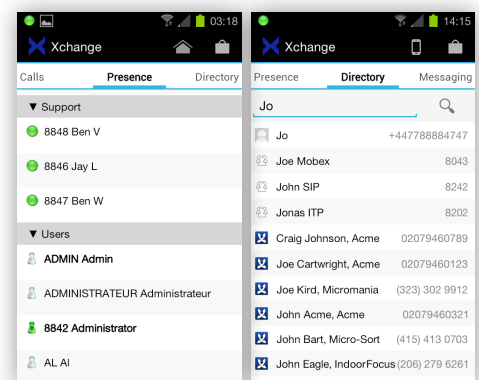 03:18
Xchange
Calls Presence Directory
▼ Support
8848 Ben V
8846 Jay L
8847 Ben W
▼ Users
ADMIN Admin
ADMINISTRATEUR Administrateur
8842 Administrator
AL Al
14:15
Xchange
Presence Directory Messaging
Jo
Jo +447788884747
Joe Mobex 8043
John SIP 8242
Jonas ITP 8202
Craig Johnson, Acme 02079460789
Joe Cartwright, Acme 02079460123
Joe Kird, Micromania (323) 302 9912
John Acme, Acme 02079460321
John Bart, Micro-Sort (415) 413 0703
John Eagle, IndoorFocus (206) 279 6261